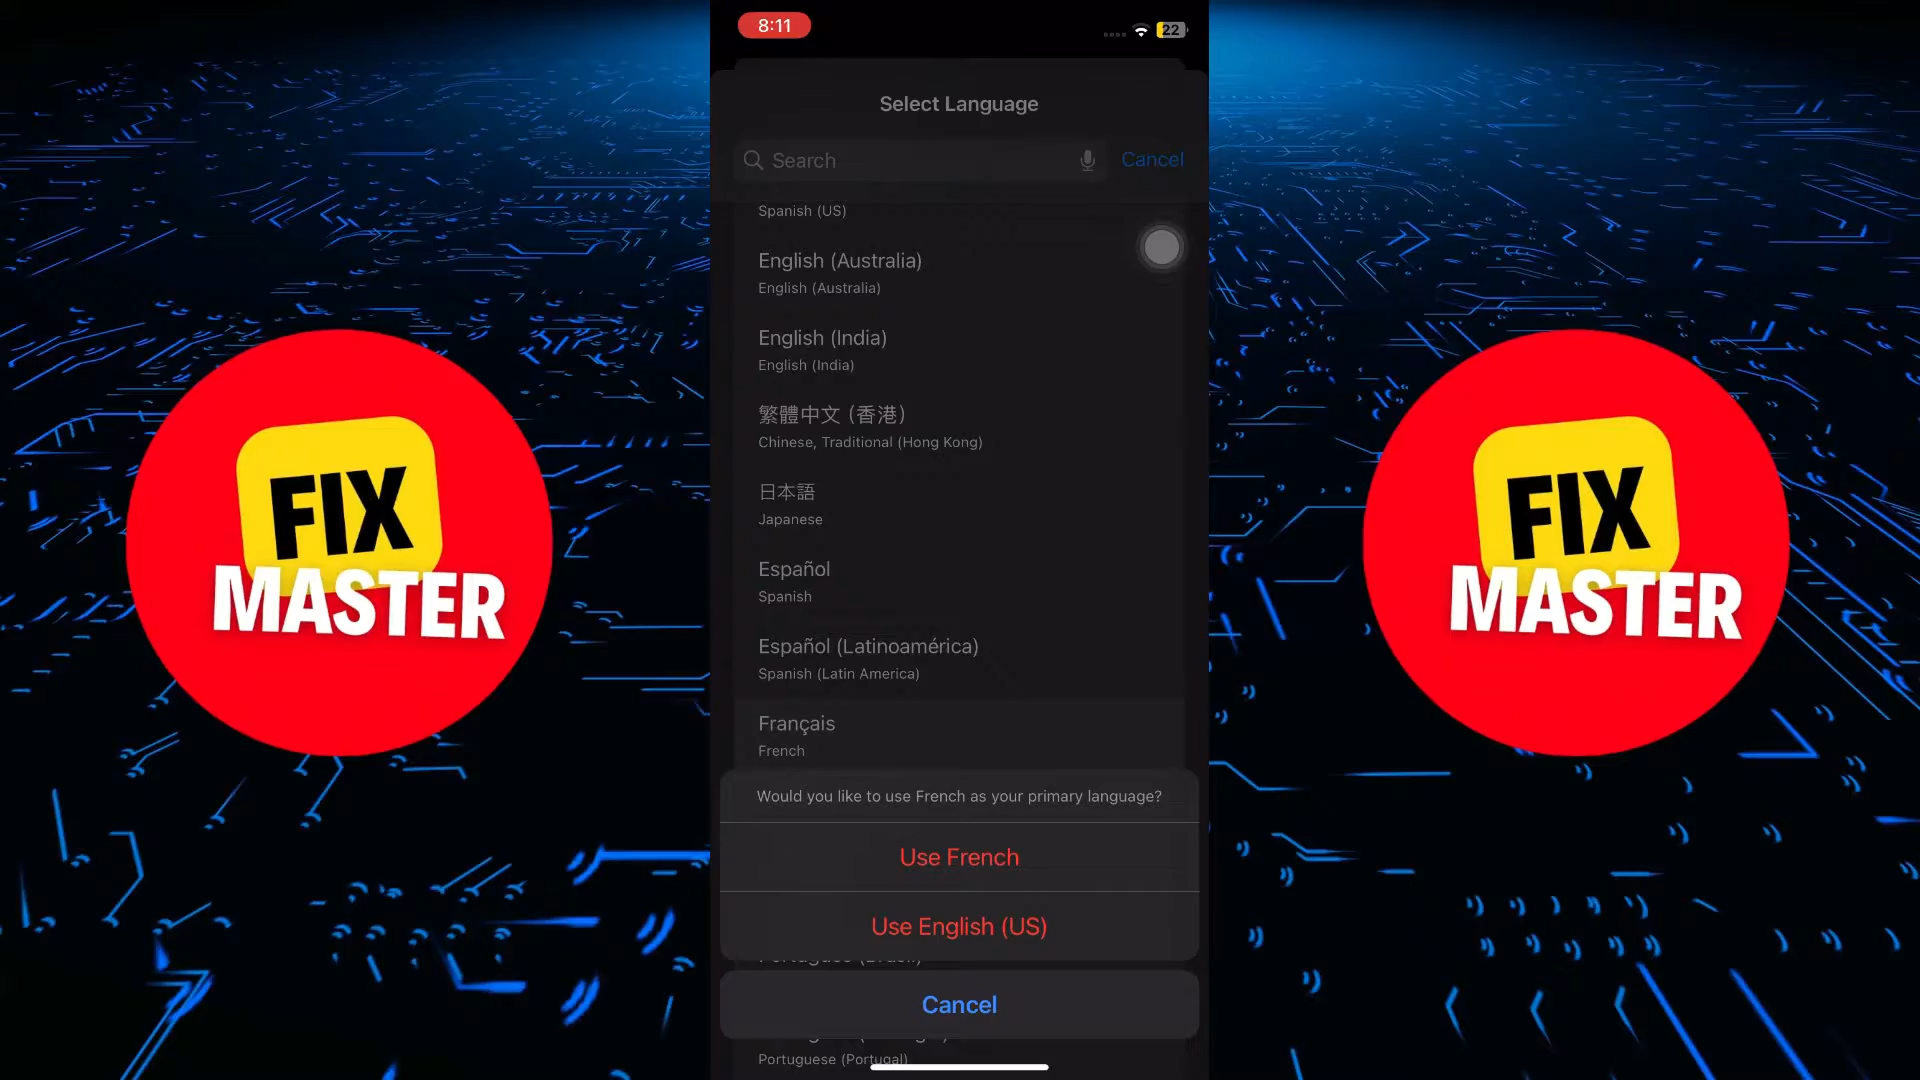 8:11
22
Select Language
Search
Cancel
Spanish (US)
English (Australia)
English (Australia)
English (India)
English (India)
繁體中文 (香港)
Chinese, Traditional (Hong Kong)
日本語
Japanese
Español
Spanish
Español (Latinoamérica)
Spanish (Latin America)
Français
French
Would you like to use French as your primary language?
Use French
Use English (US)
Cancel
Portuguese (Portugal)
FIX
MASTER
FIX
MASTER